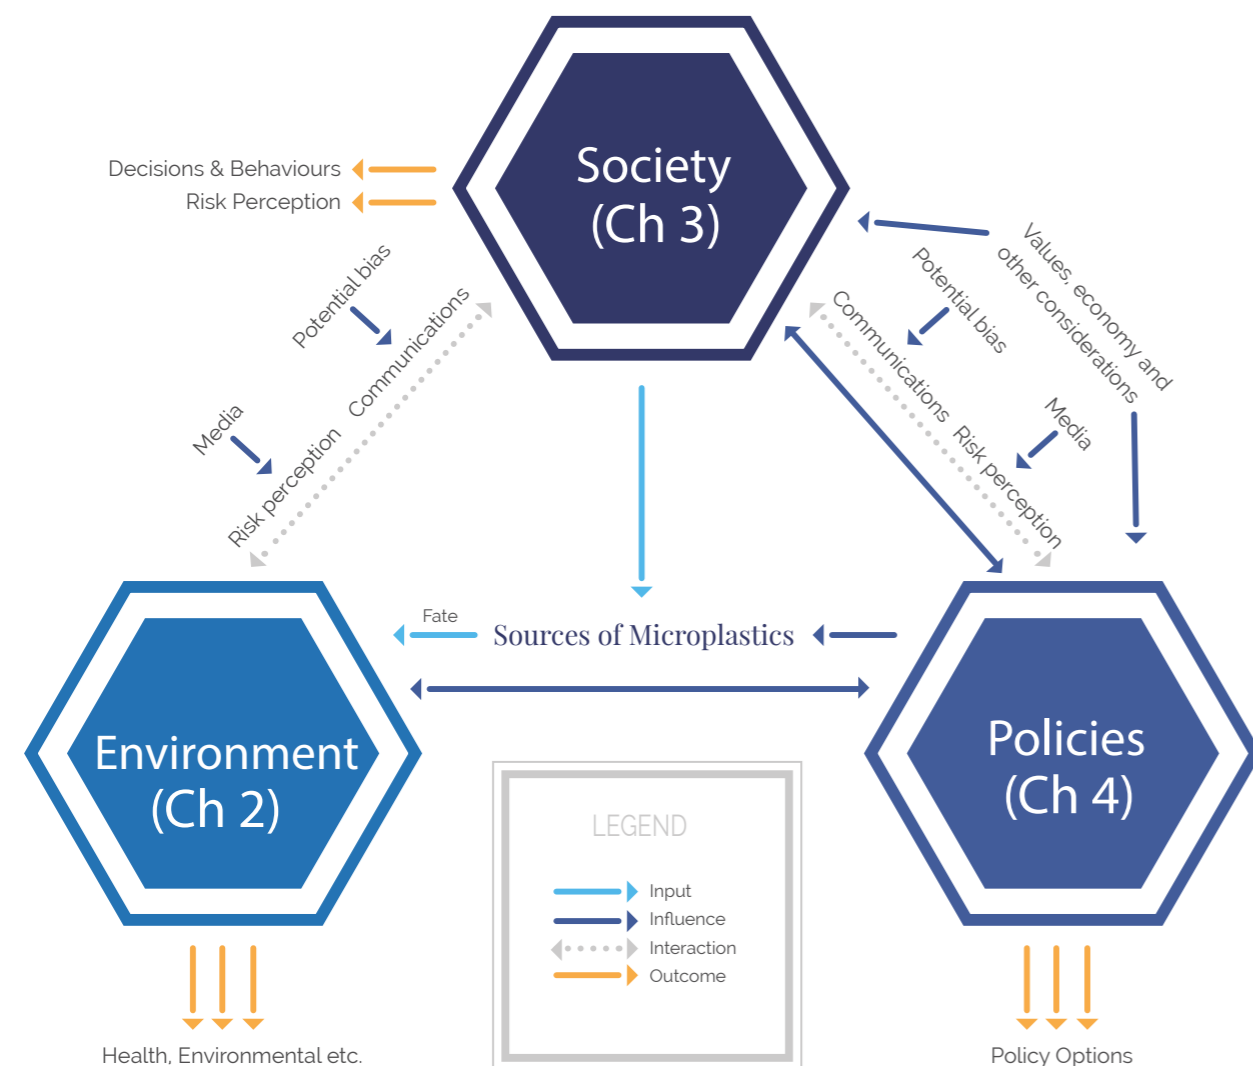 Society
(Ch 3)
Decisions & Behaviours
Risk Perception
Potential bias
Communications
Media
Risk perception
Values, economy and
other considerations
Potential bias
Communications
Media
Risk perception
Fate
Sources of Microplastics
Environment
(Ch 2)
Policies
(Ch 4)
LEGEND
Input
Influence
Interaction
Outcome
Health, Environmental etc.
Policy Options